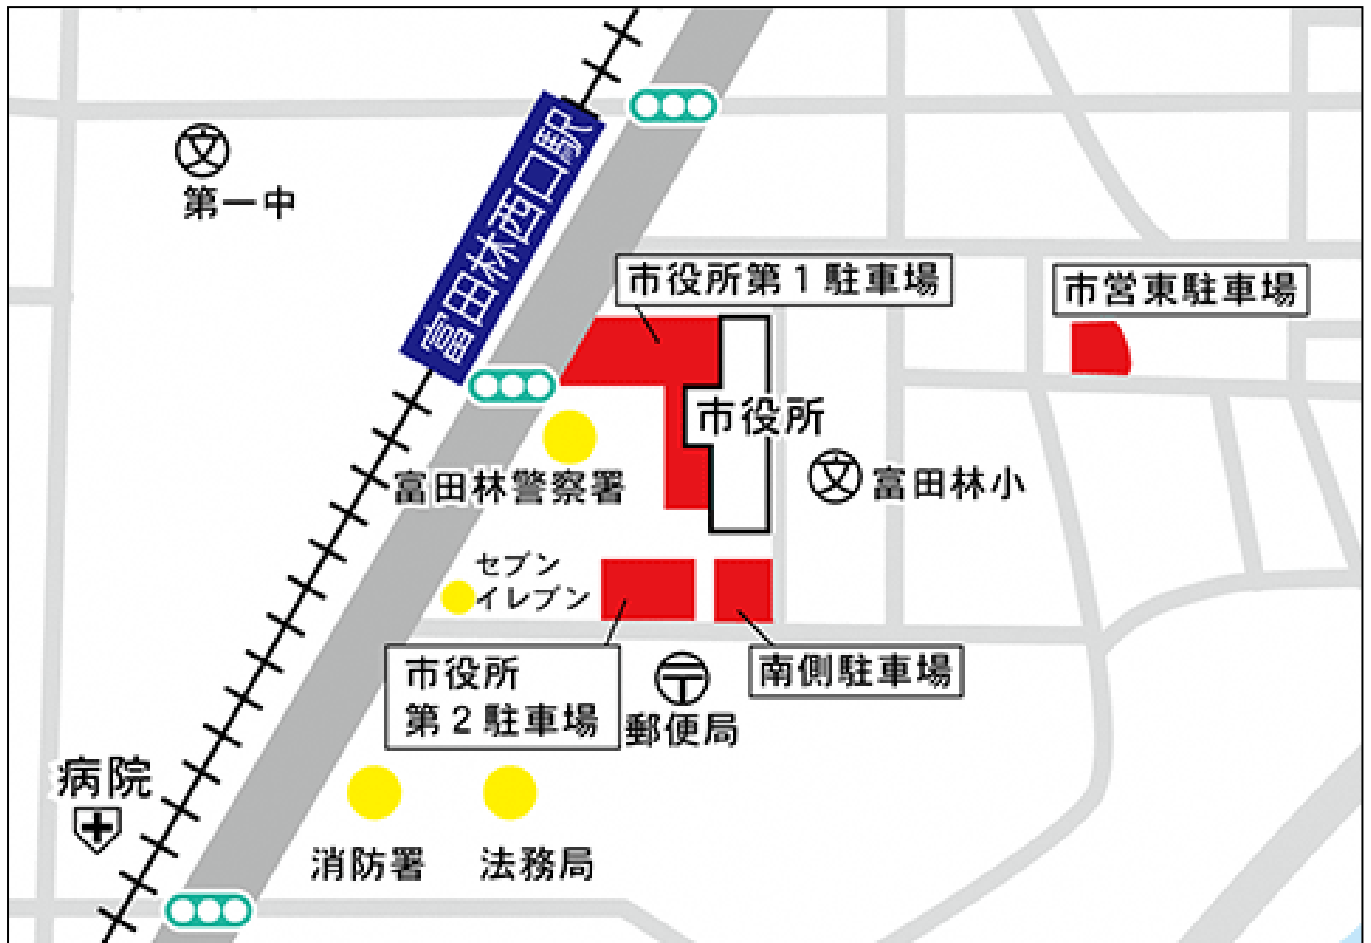 富田林西口駅
第一中
市役所第1駐車場
市営東駐車場
市役所
富田林警察署
富田林小
セブン
イレブン
市役所
第2駐車場
南側駐車場
郵便局
病院
消防署
法務局